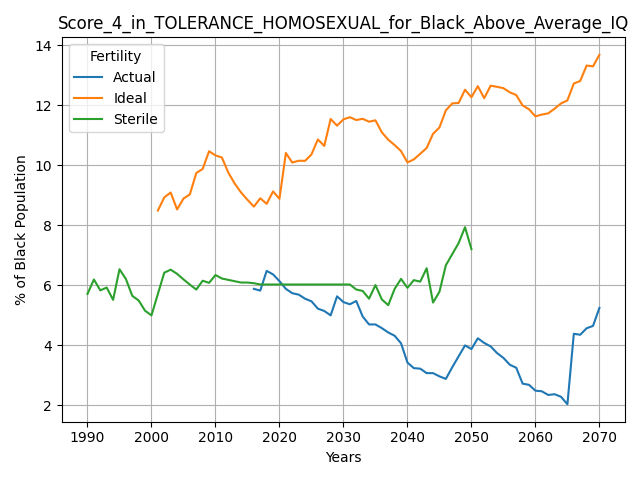 Score_4_in_TOLERANCE_HOMOSEXUAL_for_Black_Above_Average_IQ
Fertility
Actual
Ideal
Sterile
% of Black Population
14
12
10
8
6
4
2
1990 2000 2010 2020 2030 2040 2050 2060 2070
Years